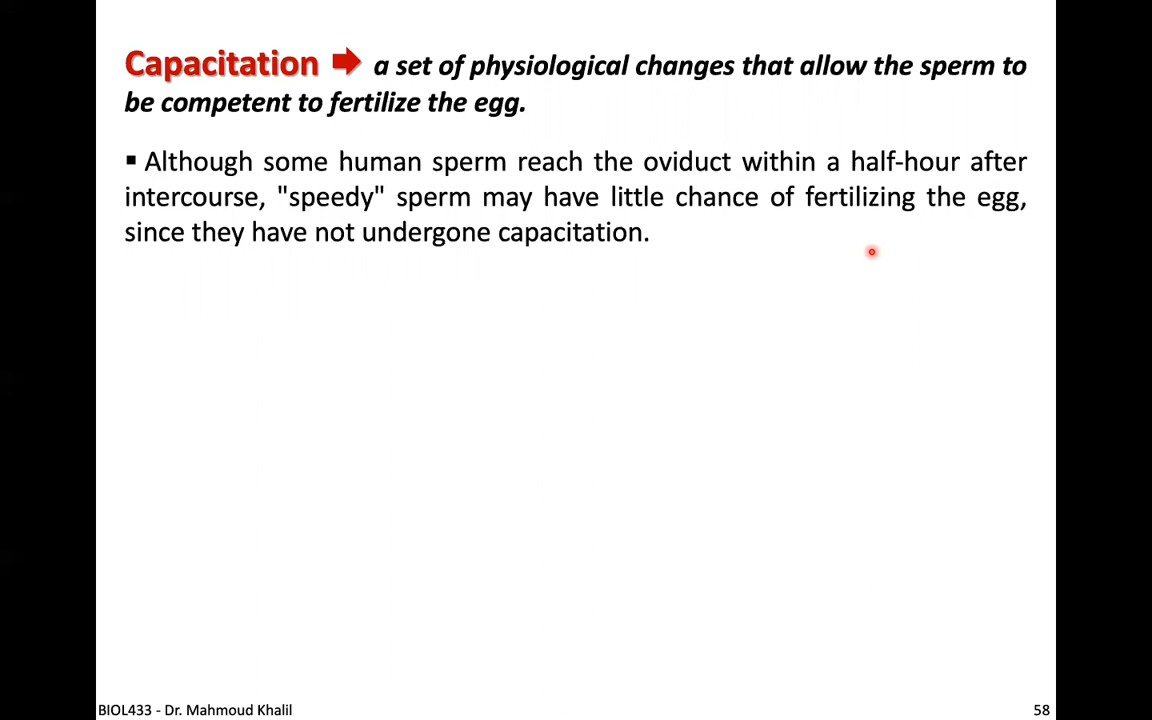 Capacitation ➡ a set of physiological changes that allow the sperm to
be competent to fertilize the egg.
▪ Although some human sperm reach the oviduct within a half-hour after
intercourse, "speedy" sperm may have little chance of fertilizing the egg,
since they have not undergone capacitation.
BIOL433 - Dr. Mahmoud Khalil
58